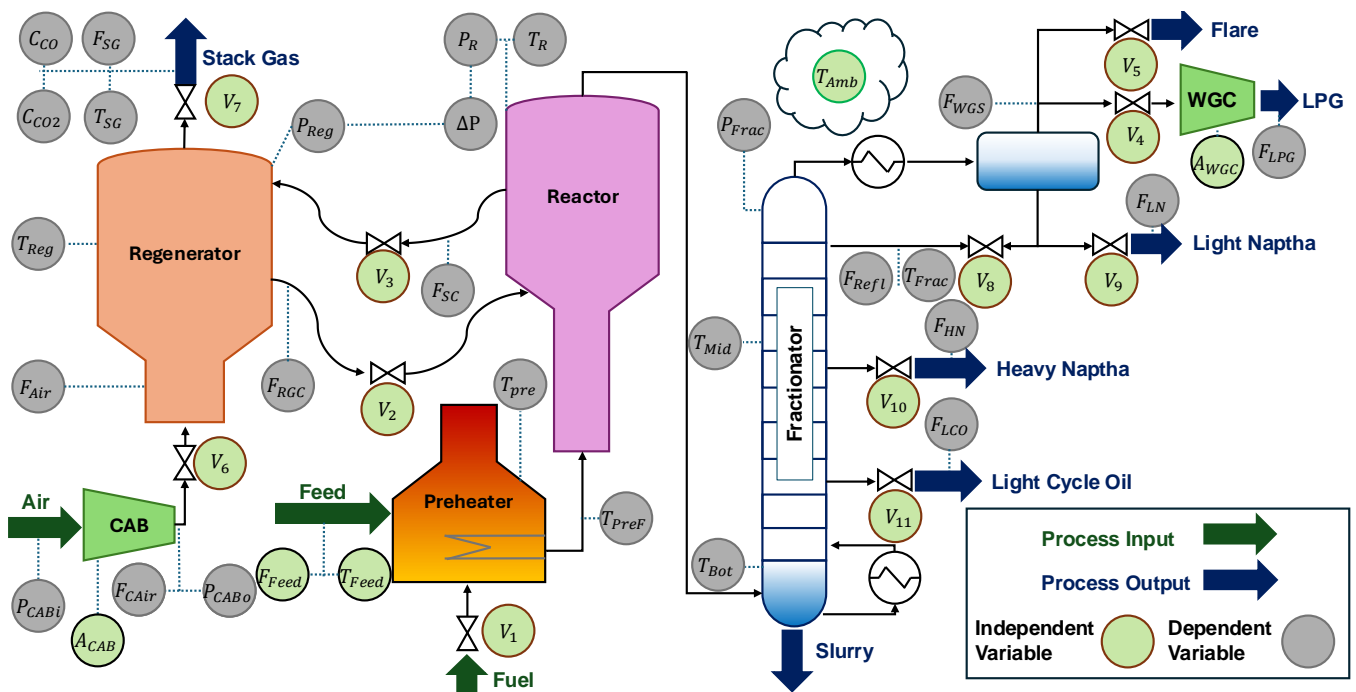 C_CO
F_SG
Stack Gas
C_CO2
T_SG
V_7
P_R
T_R
P_Reg
ΔP
T_Amb
Flare
V_5
F_WGS
WGC
LPG
V_4
A_WGC
F_LPG
P_Frac
Reactor
Regenerator
T_Reg
V_3
F_SC
F_LN
Light Naptha
F_Refl
T_Frac
V_8
V_9
F_HN
T_Mid
Heavy Naptha
V_10
Fractionator
F_Air
F_RGC
V_2
T_pre
F_LCO
Light Cycle Oil
V_11
V_6
Air
CAB
Feed
Preheater
T_PreF
T_Bot
P_CABi
F_CAir
P_CABo
F_Feed
T_Feed
A_CAB
V_1
Fuel
Slurry
Process Input
Process Output
Independent
Variable
Dependent
Variable